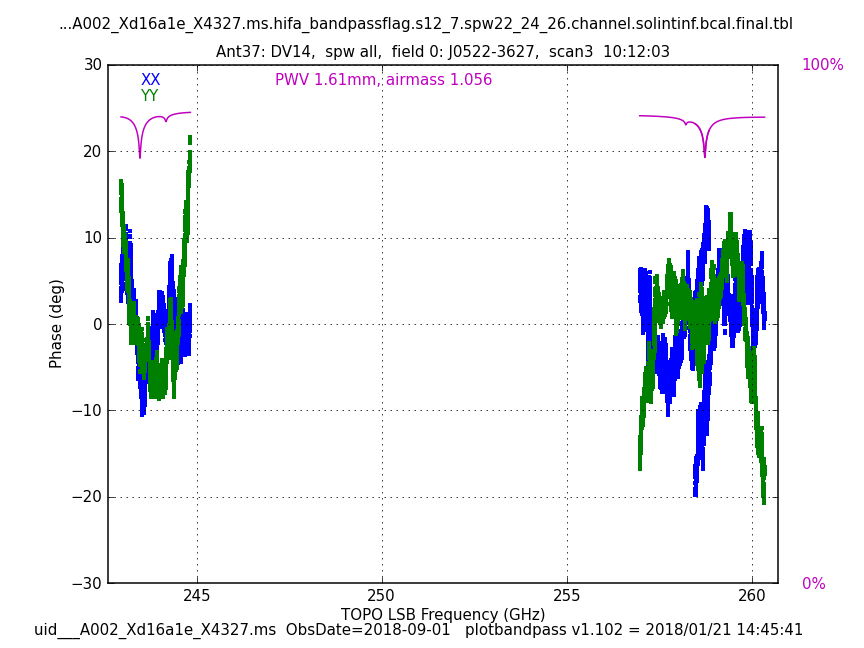 ...A002_Xd16a1e_X4327.ms.hifa_bandpassflag.s12_7.spw22_24_26.channel.solintinf.bcal.final.tbl
Ant37: DV14,  spw all,  field 0: J0522-3627,  scan3  10:12:03
XX
YY
PWV 1.61mm, airmass 1.056
100%
0%
30
20
10
0
−10
−20
−30
Phase (deg)
245
250
255
260
TOPO LSB Frequency (GHz)
uid___A002_Xd16a1e_X4327.ms  ObsDate=2018-09-01   plotbandpass v1.102 = 2018/01/21 14:45:41